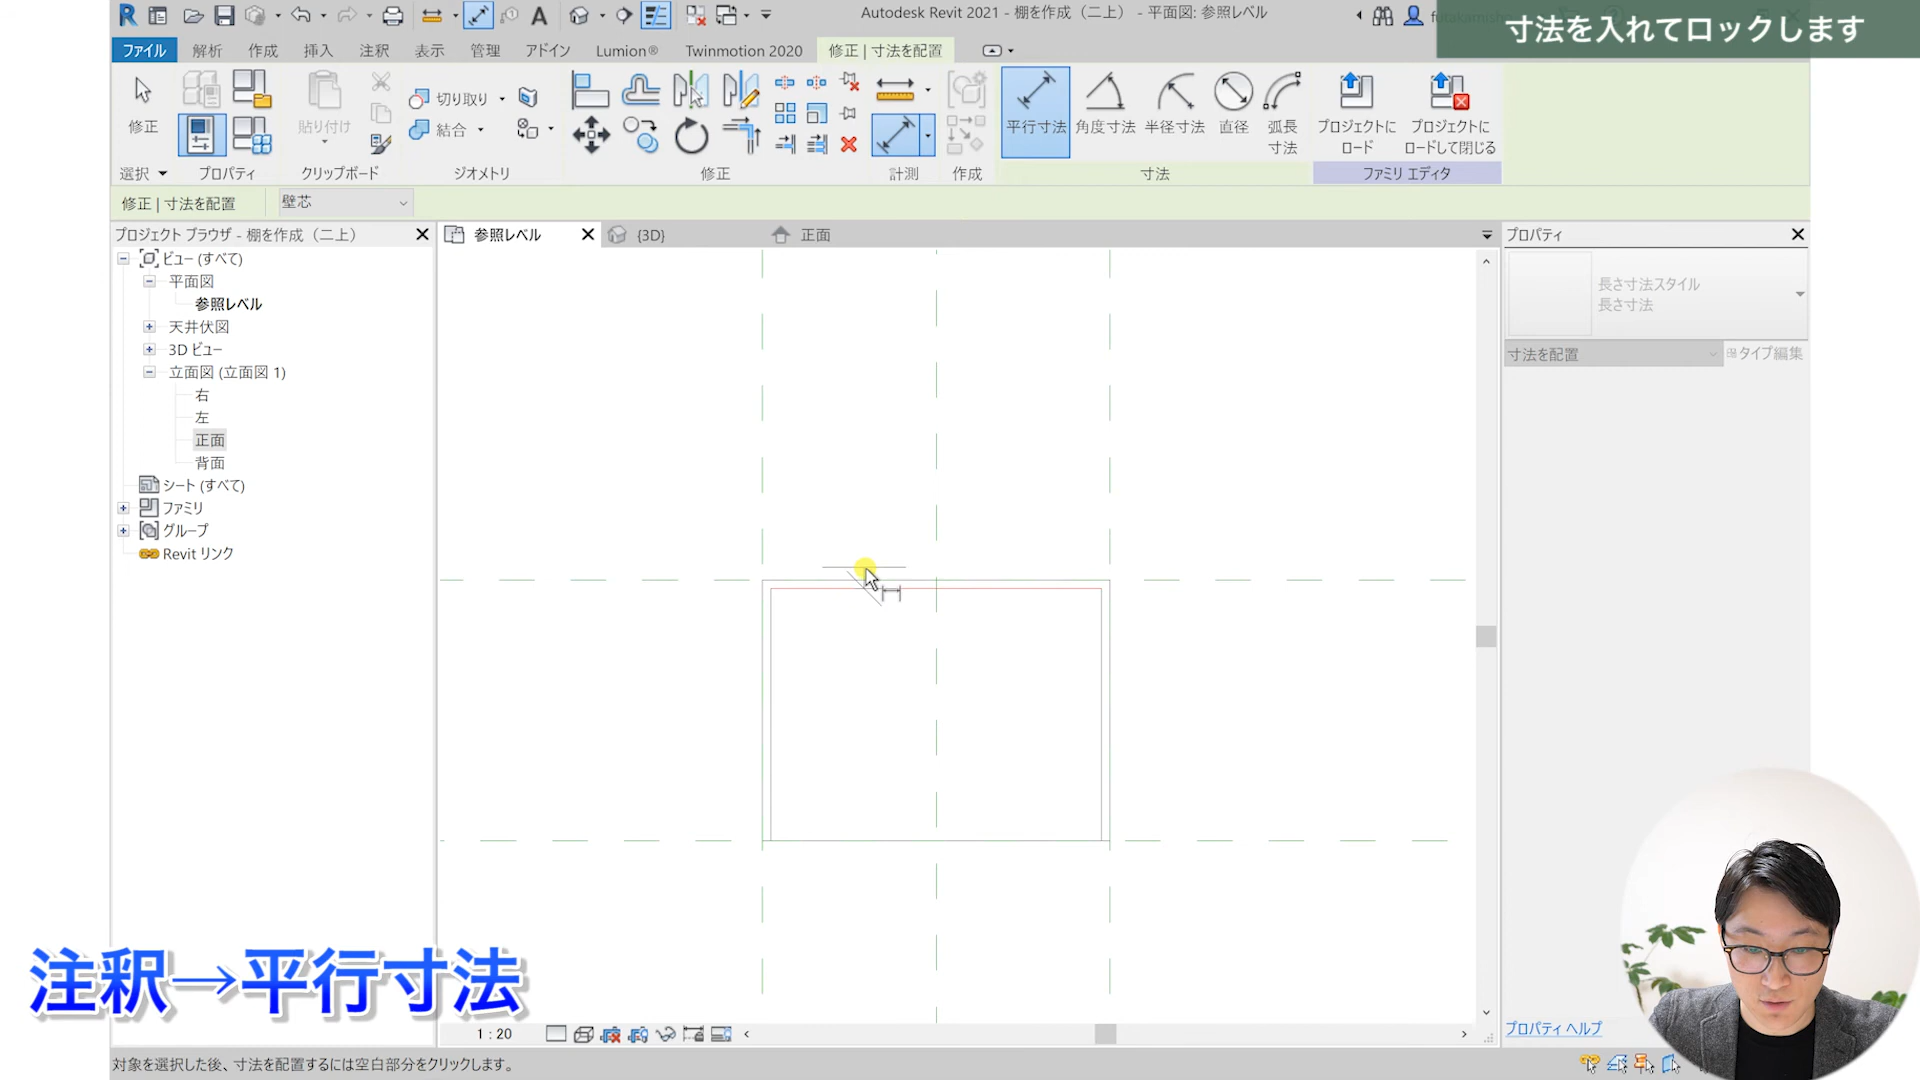 Autodesk Revit 2021 - 棚を作成（二上） - 平面図: 参照レベル
寸法を入れてロックします
ファイル 解析 作成 挿入 注釈 表示 管理 アドイン Lumion® Twinmotion 2020 修正 | 寸法を配置
修正 貼り付け 切り取り 結合 平行寸法 角度寸法 半径寸法 直径 弧長寸法 プロジェクトにロード プロジェクトにロードして閉じる
選択 プロパティ クリップボード ジオメトリ 修正 計測 作成 寸法 ファミリ エディタ
修正 | 寸法を配置 壁芯
プロジェクト ブラウザ - 棚を作成（二上）
参照レベル {3D} 正面
プロパティ
ビュー (すべて)
平面図
参照レベル
天井伏図
3D ビュー
立面図 (立面図 1)
右
左
正面
背面
シート (すべて)
ファミリ
グループ
Revit リンク
長さ寸法スタイル
長さ寸法
寸法を配置 タイプ編集
注釈→平行寸法
1 : 20
プロパティ ヘルプ
対象を選択した後、寸法を配置するには空白部分をクリックします。